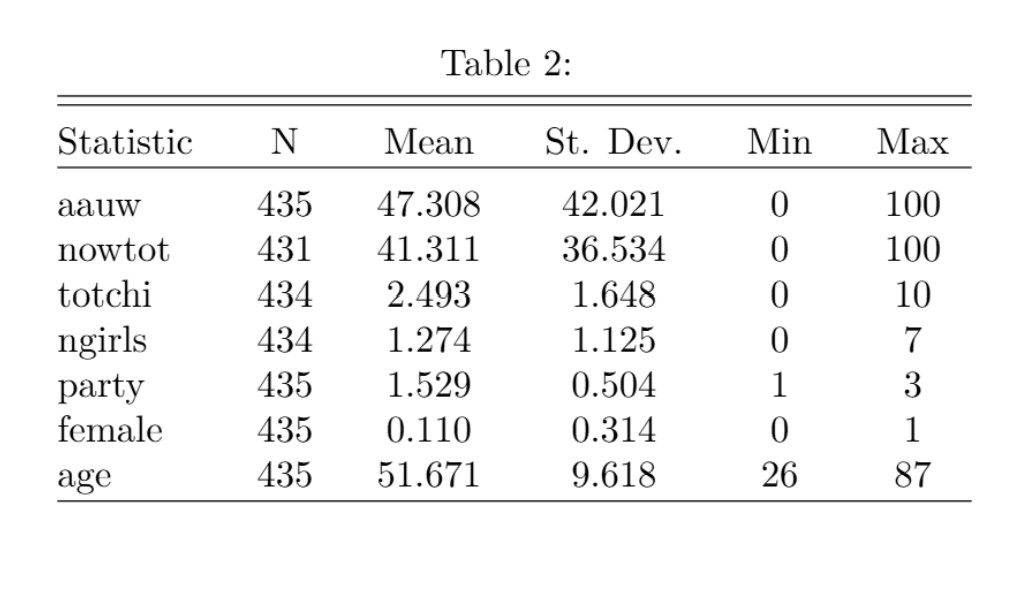 Table 2:
Statistic N Mean St. Dev. Min Max
aauw 435 47.308 42.021 0 100
nowtot 431 41.311 36.534 0 100
totchi 434 2.493 1.648 0 10
ngirls 434 1.274 1.125 0 7
party 435 1.529 0.504 1 3
female 435 0.110 0.314 0 1
age 435 51.671 9.618 26 87